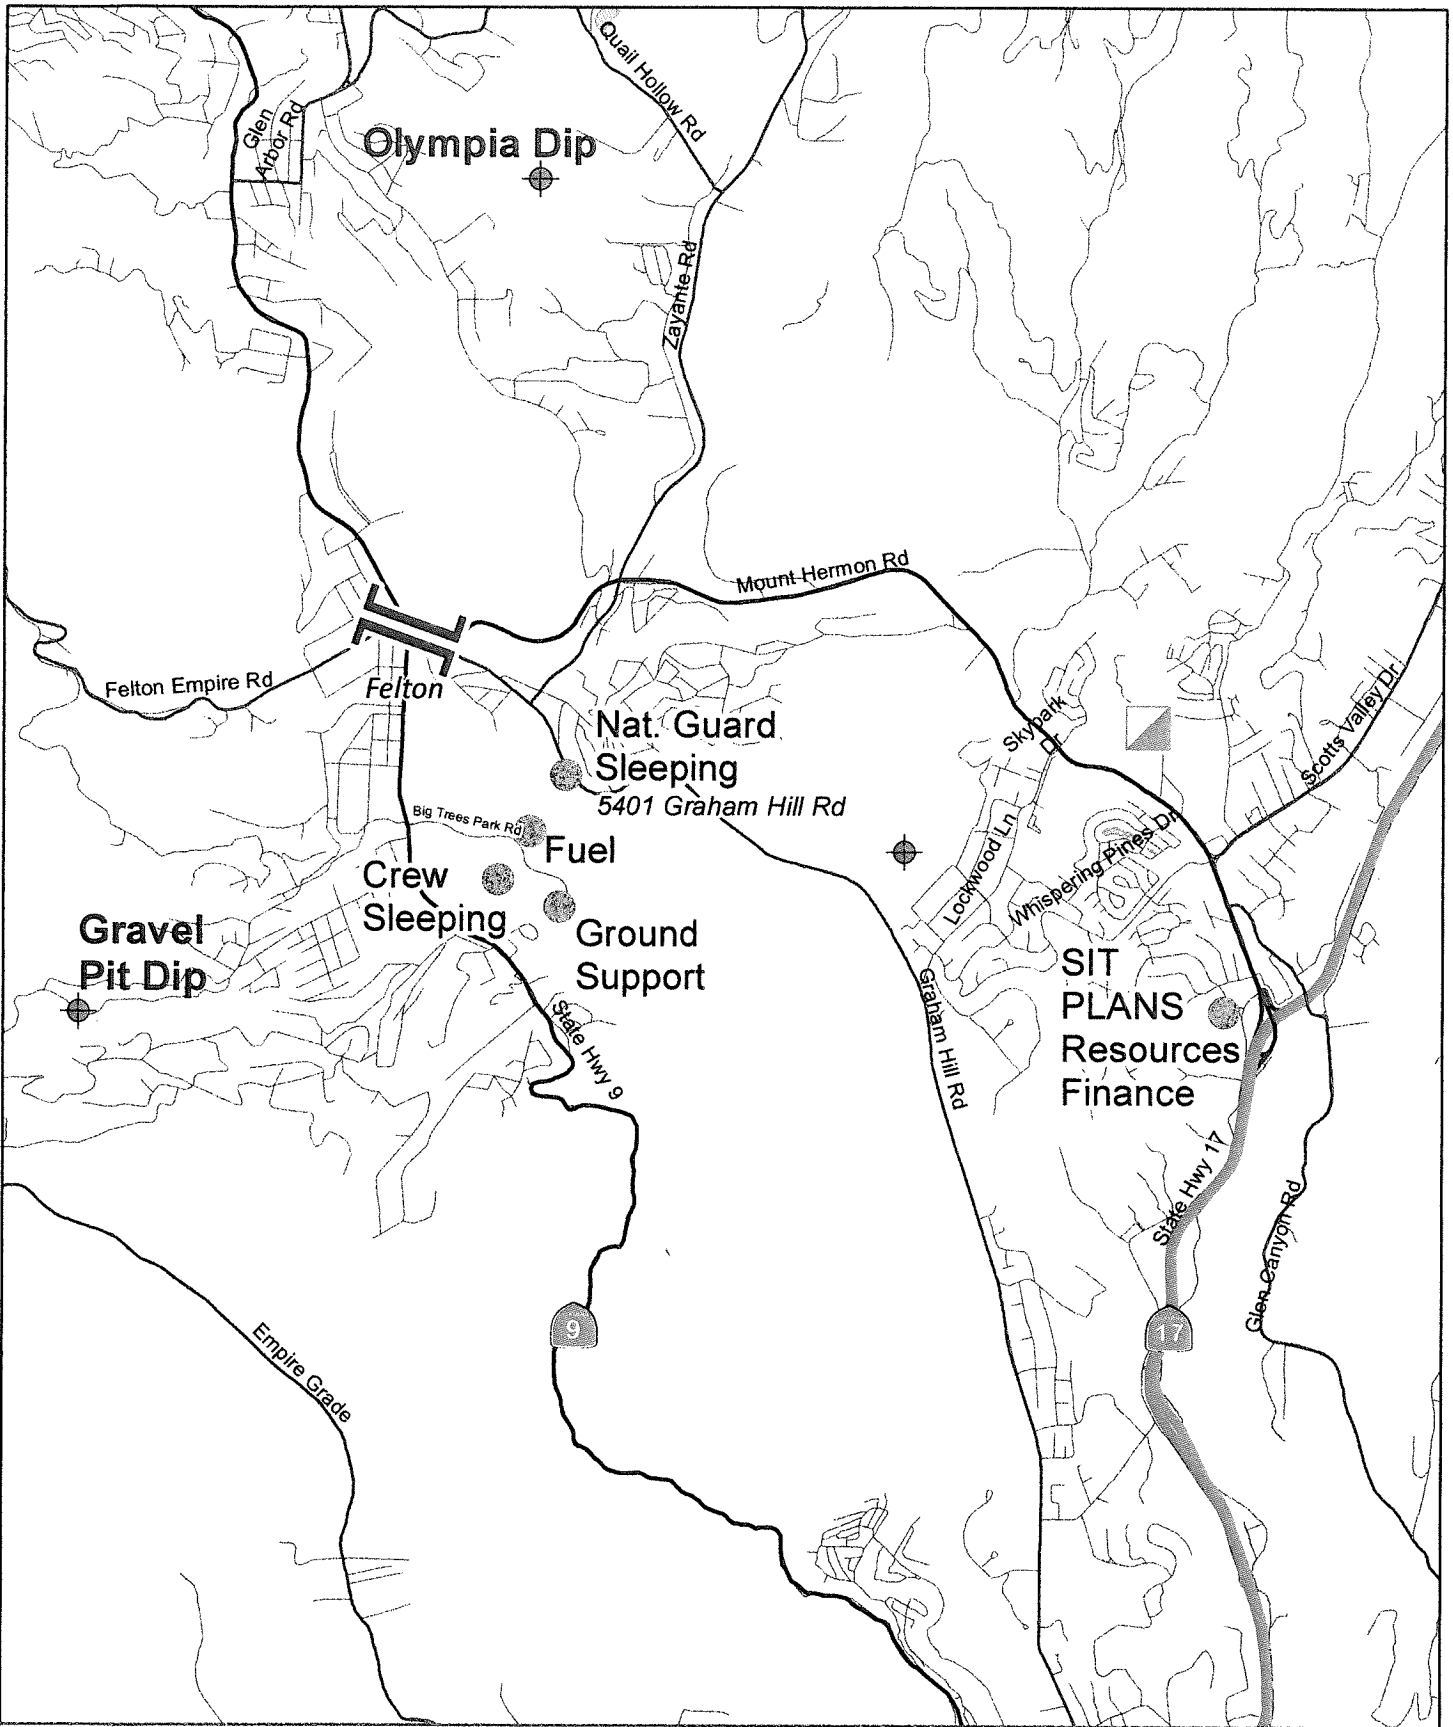 Quail Hollow Rd
Glen
Arbor Rd
Olympia Dip
Zayante Rd
Mount Hermon Rd
Felton Empire Rd
Felton
Nat. Guard
Sleeping
5401 Graham Hill Rd
Skypark
Dr
Scotts Valley Dr
Big Trees Park Rd
Fuel
Crew
Sleeping
Lockwood Ln
Whispering Pines Dr
Gravel
Pit Dip
Ground
Support
SIT
PLANS
Resources
Finance
Graham Hill Rd
State Hwy 9
State Hwy 17
Glen Canyon Rd
9
17
Empire Grade